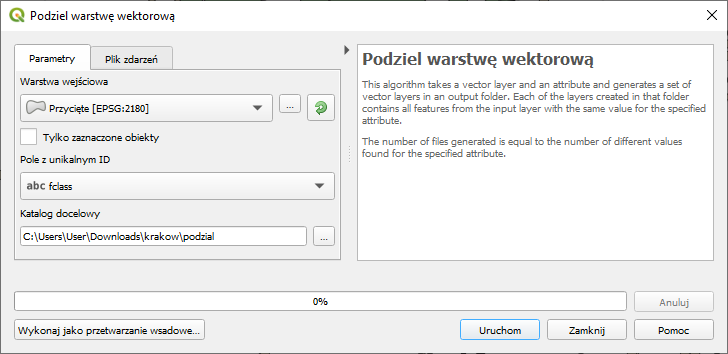 Podziel warstwę wektorową
Parametry
Plik zdarzeń
Warstwa wejściowa
Przycięte [EPSG:2180]
...
Tylko zaznaczone obiekty
Pole z unikalnym ID
abc fclass
Katalog docelowy
C:\Users\User\Downloads\krakow\podzial
...
Podziel warstwę wektorową
This algorithm takes a vector layer and an attribute and generates a set of
vector layers in an output folder. Each of the layers created in that folder
contains all features from the input layer with the same value for the specified
attribute.
The number of files generated is equal to the number of different values
found for the specified attribute.
0%
Anuluj
Wykonaj jako przetwarzanie wsadowe...
Uruchom
Zamknij
Pomoc